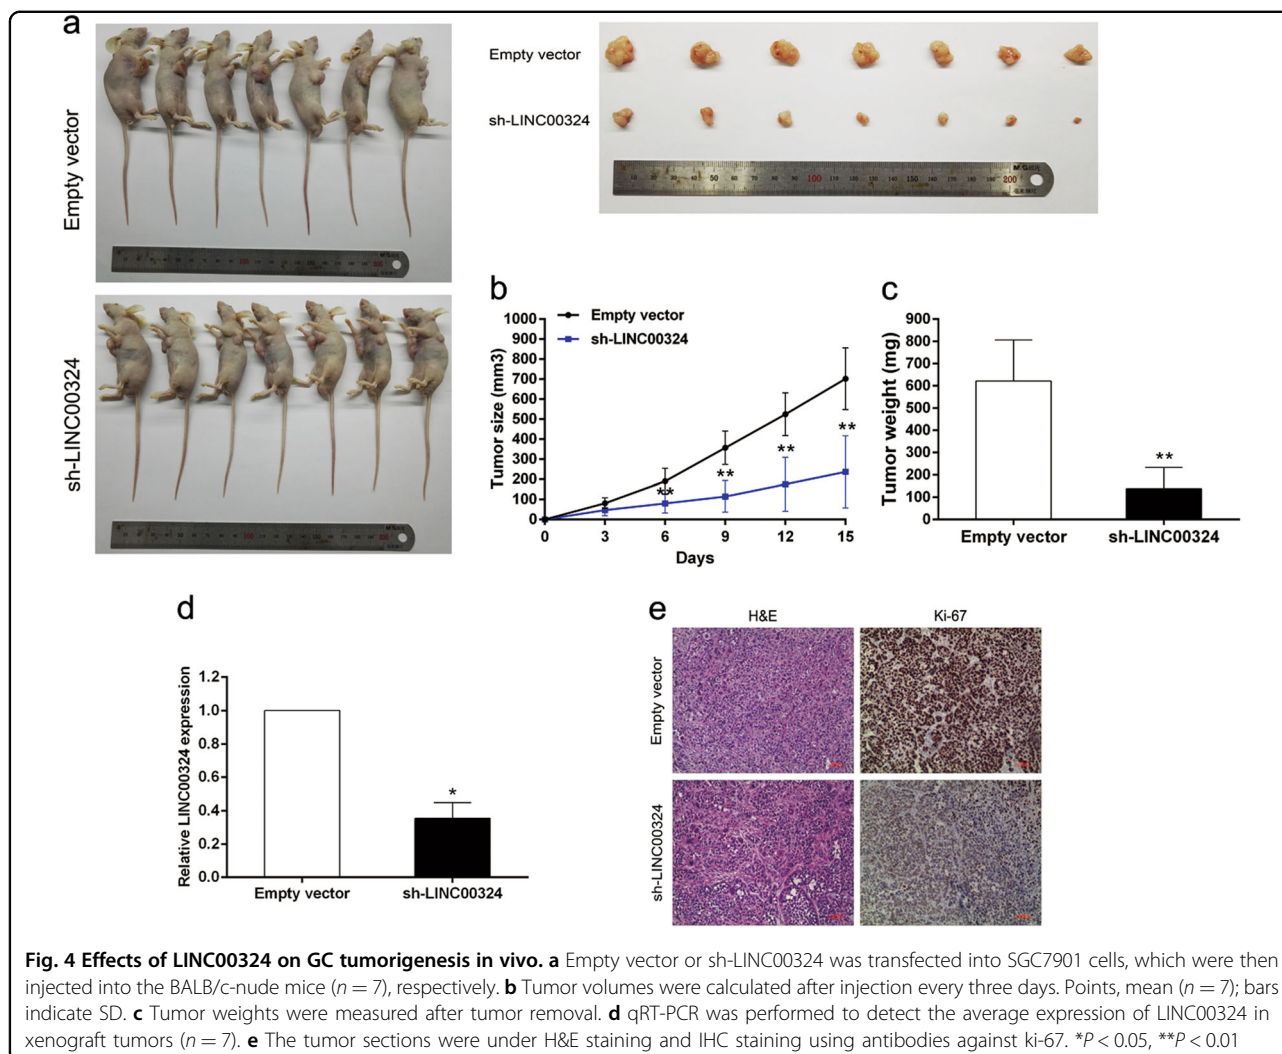 a
Empty vector
sh-LINC00324
Empty vector
sh-LINC00324
10 50 100 150 200
b
Empty vector
sh-LINC00324
Tumor size (mm3)
1000
900
800
700
600
500
400
300
200
100
0
** ** ** **
0 3 6 9 12 15
Days
c
Tumor weight (mg)
900
800
700
600
500
400
300
200
100
0
**
Empty vector sh-LINC00324
d
Relative LINC00324 expression
1.2
1.0
0.8
0.6
0.4
0.2
0.0
*
Empty vector sh-LINC00324
e
H&E Ki-67
Empty vector
sh-LINC00324
Fig. 4 Effects of LINC00324 on GC tumorigenesis in vivo. a Empty vector or sh-LINC00324 was transfected into SGC7901 cells, which were then
injected into the BALB/c-nude mice (n = 7), respectively. b Tumor volumes were calculated after injection every three days. Points, mean (n = 7); bars
indicate SD. c Tumor weights were measured after tumor removal. d qRT-PCR was performed to detect the average expression of LINC00324 in
xenograft tumors (n = 7). e The tumor sections were under H&E staining and IHC staining using antibodies against ki-67. *P < 0.05, **P < 0.01